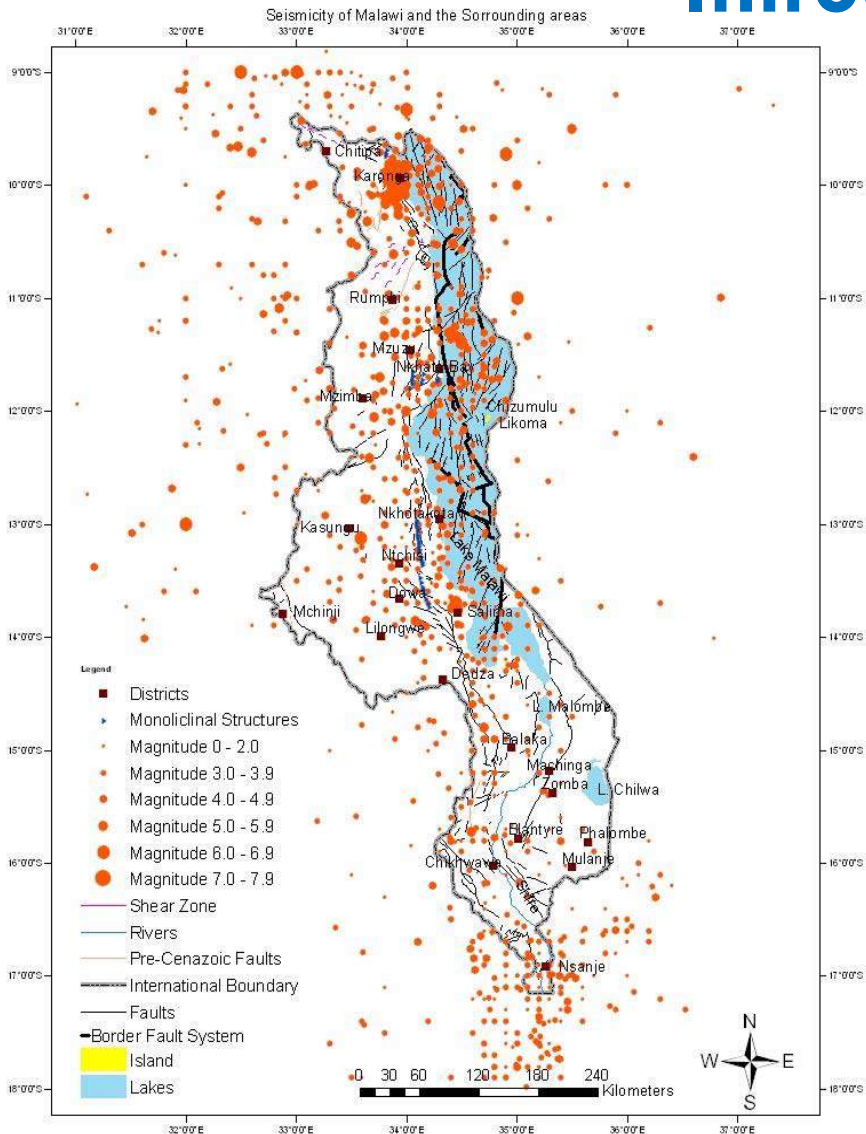 Seismicity of Malawi and the Sorrounding areas
31°0'0"E 32°0'0"E 33°0'0"E 34°0'0"E 35°0'0"E 36°0'0"E 37°0'0"E
9°0'0"S 9°0'0"S
Chitipa
Karonga
10°0'0"S 10°0'0"S
11°0'0"S 11°0'0"S
Rumphi
Mzuzu
Nkhata Bay
Mzimba
12°0'0"S 12°0'0"S
Chizumulu
Likoma
Nkhotakota
13°0'0"S 13°0'0"S
Kasungu
Lake Malawi
Ntchisi
Dowa
Mchinji
Salima
Lilongwe
14°0'0"S 14°0'0"S
Dedza
L. Malombe
Balaka
15°0'0"S 15°0'0"S
Machinga
Zomba
L. Chilwa
Blantyre
Phalombe
16°0'0"S 16°0'0"S
Chikhwawa
Mulanje
Shire
17°0'0"S 17°0'0"S
Nsanje
18°0'0"S 18°0'0"S
Legend
Districts
Monoliclinal Structures
Magnitude 0 - 2.0
Magnitude 3.0 - 3.9
Magnitude 4.0 - 4.9
Magnitude 5.0 - 5.9
Magnitude 6.0 - 6.9
Magnitude 7.0 - 7.9
Shear Zone
Rivers
Pre-Cenazoic Faults
International Boundary
Faults
Border Fault System
Island
Lakes
0 30 60 120 180 240
Kilometers
N
W E
S
32°0'0"E 33°0'0"E 34°0'0"E 35°0'0"E 36°0'0"E 37°0'0"E